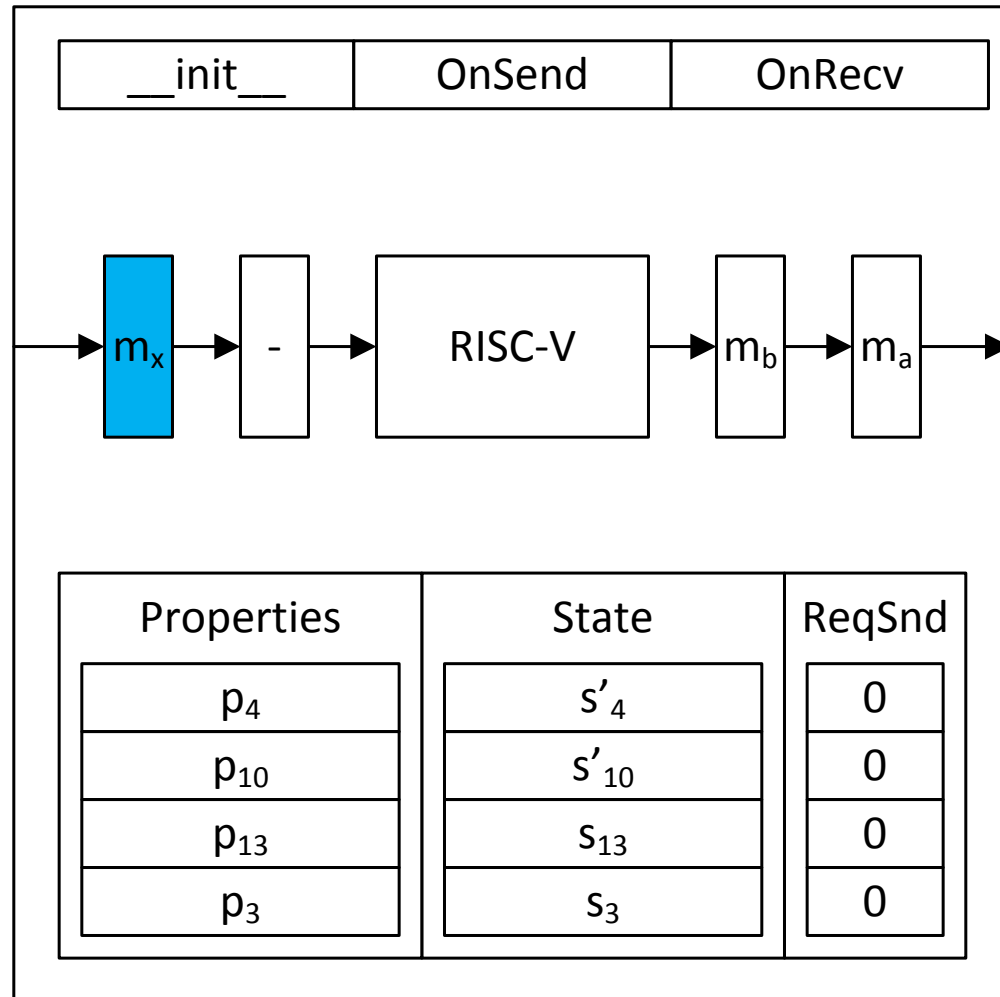 __init__ OnSend OnRecv
mₓ - RISC-V m_b mₐ
Properties State ReqSnd
p₄ s’₄ 0
p₁₀ s’₁₀ 0
p₁₃ s₁₃ 0
p₃ s₃ 0